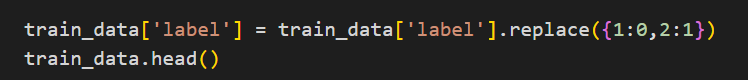 train_data['label'] = train_data['label'].replace({1:0,2:1})
train_data.head()